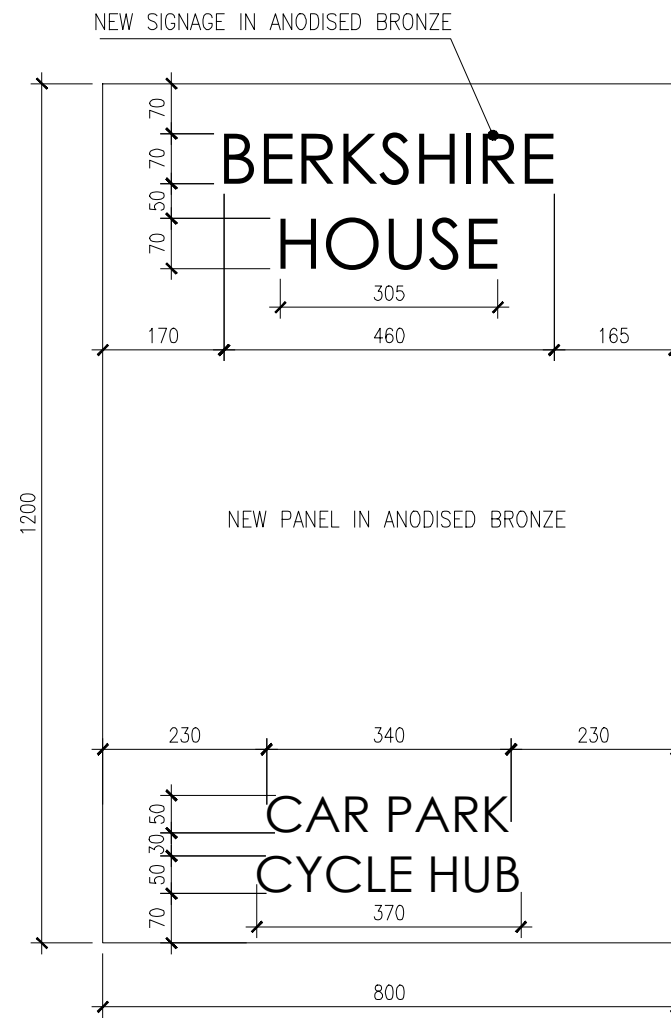 NEW SIGNAGE IN ANODISED BRONZE
70
70
BERKSHIRE
50
70
HOUSE
305
170 460 165
1200
NEW PANEL IN ANODISED BRONZE
230 340 230
50
CAR PARK
30
50
CYCLE HUB
70
370
800